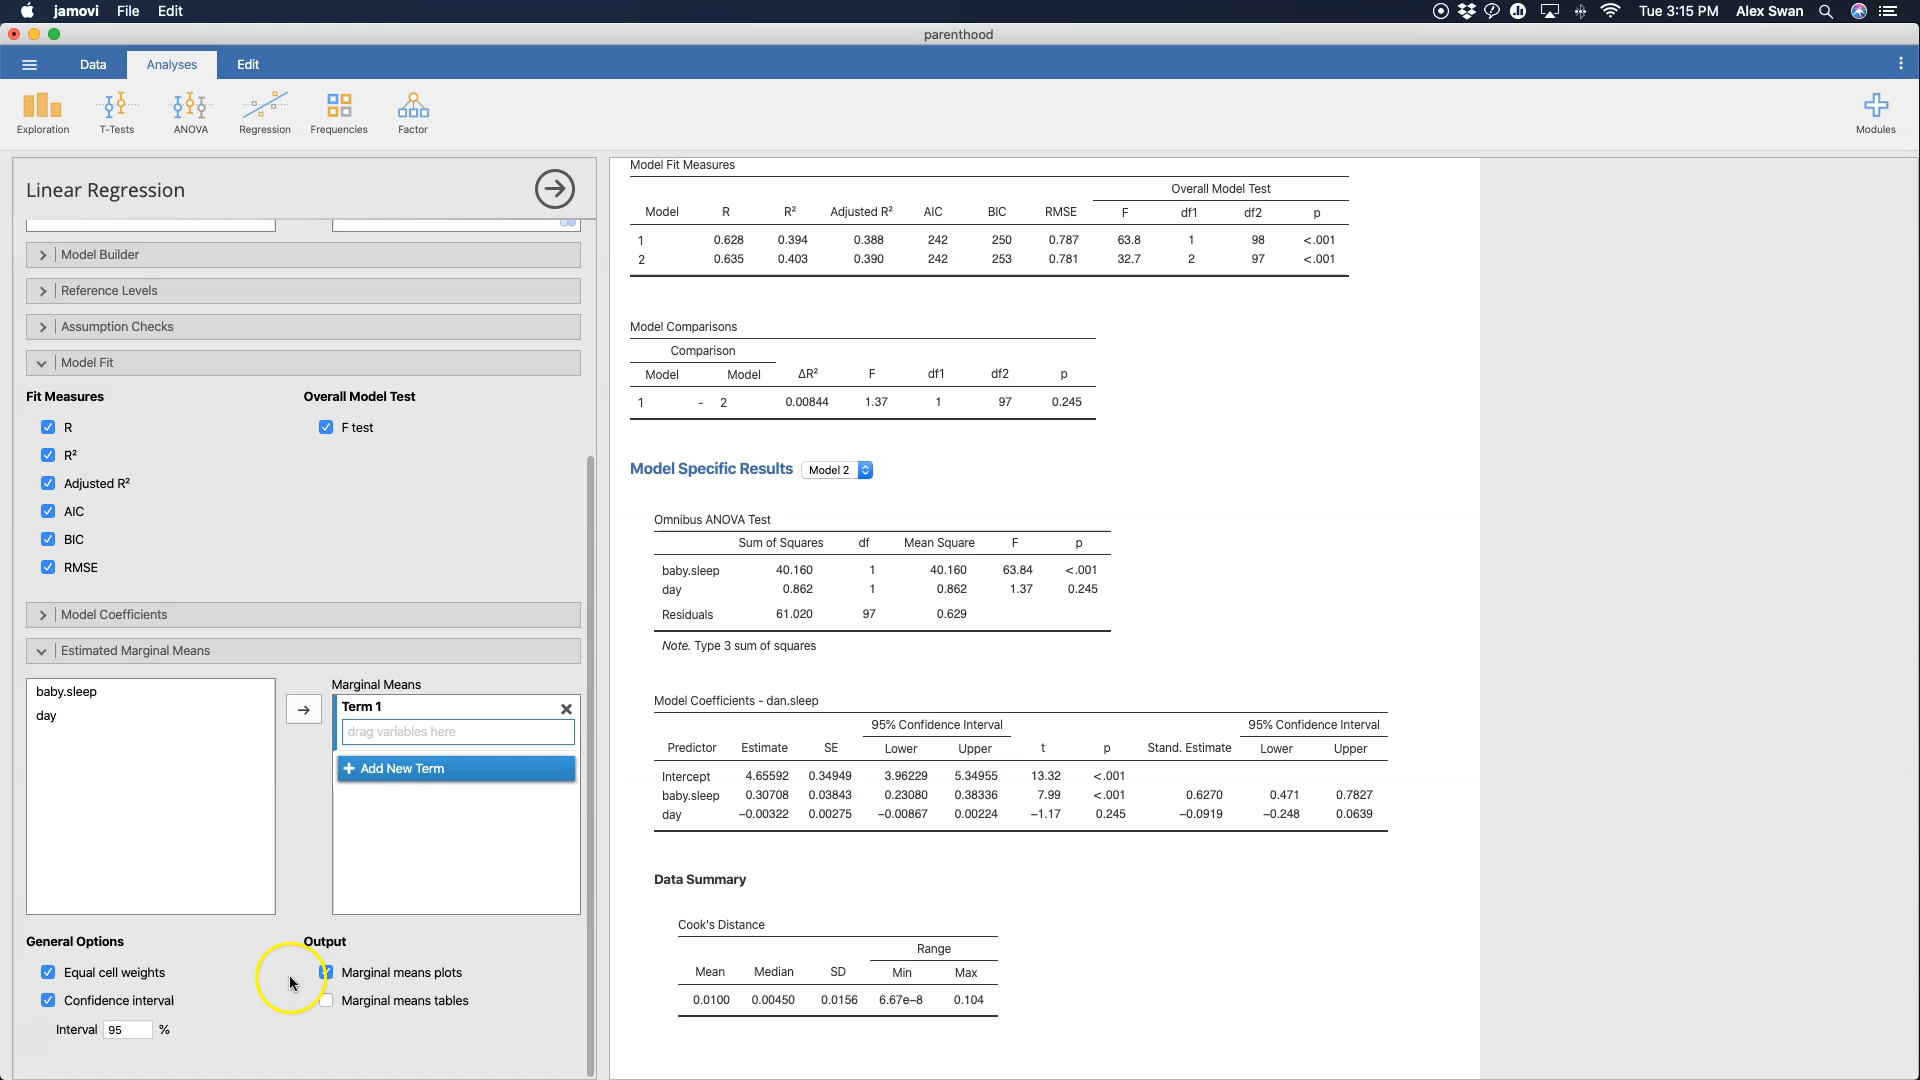 jamovi File Edit
Tue 3:15 PM Alex Swan
parenthood
Data Analyses Edit
Exploration T-Tests ANOVA Regression Frequencies Factor Modules
Linear Regression
Model Builder
Reference Levels
Assumption Checks
Model Fit
Fit Measures Overall Model Test
R F test
R²
Adjusted R²
AIC
BIC
RMSE
Model Coefficients
Estimated Marginal Means
baby.sleep
day
Marginal Means
Term 1
drag variables here
+ Add New Term
General Options Output
Equal cell weights Marginal means plots
Confidence interval Marginal means tables
Interval 95 %
Model Fit Measures
Overall Model Test
Model R R² Adjusted R² AIC BIC RMSE F df1 df2 p
1 0.628 0.394 0.388 242 250 0.787 63.8 1 98 <.001
2 0.635 0.403 0.390 242 253 0.781 32.7 2 97 <.001
Model Comparisons
Comparison
Model Model ΔR² F df1 df2 p
1 - 2 0.00844 1.37 1 97 0.245
Model Specific Results Model 2
Omnibus ANOVA Test
Sum of Squares df Mean Square F p
baby.sleep 40.160 1 40.160 63.84 <.001
day 0.862 1 0.862 1.37 0.245
Residuals 61.020 97 0.629
Note. Type 3 sum of squares
Model Coefficients - dan.sleep
95% Confidence Interval 95% Confidence Interval
Predictor Estimate SE Lower Upper t p Stand. Estimate Lower Upper
Intercept 4.65592 0.34949 3.96229 5.34955 13.32 <.001
baby.sleep 0.30708 0.03843 0.23080 0.38336 7.99 <.001 0.6270 0.471 0.7827
day −0.00322 0.00275 −0.00867 0.00224 −1.17 0.245 −0.0919 −0.248 0.0639
Data Summary
Cook's Distance
Range
Mean Median SD Min Max
0.0100 0.00450 0.0156 6.67e−8 0.104